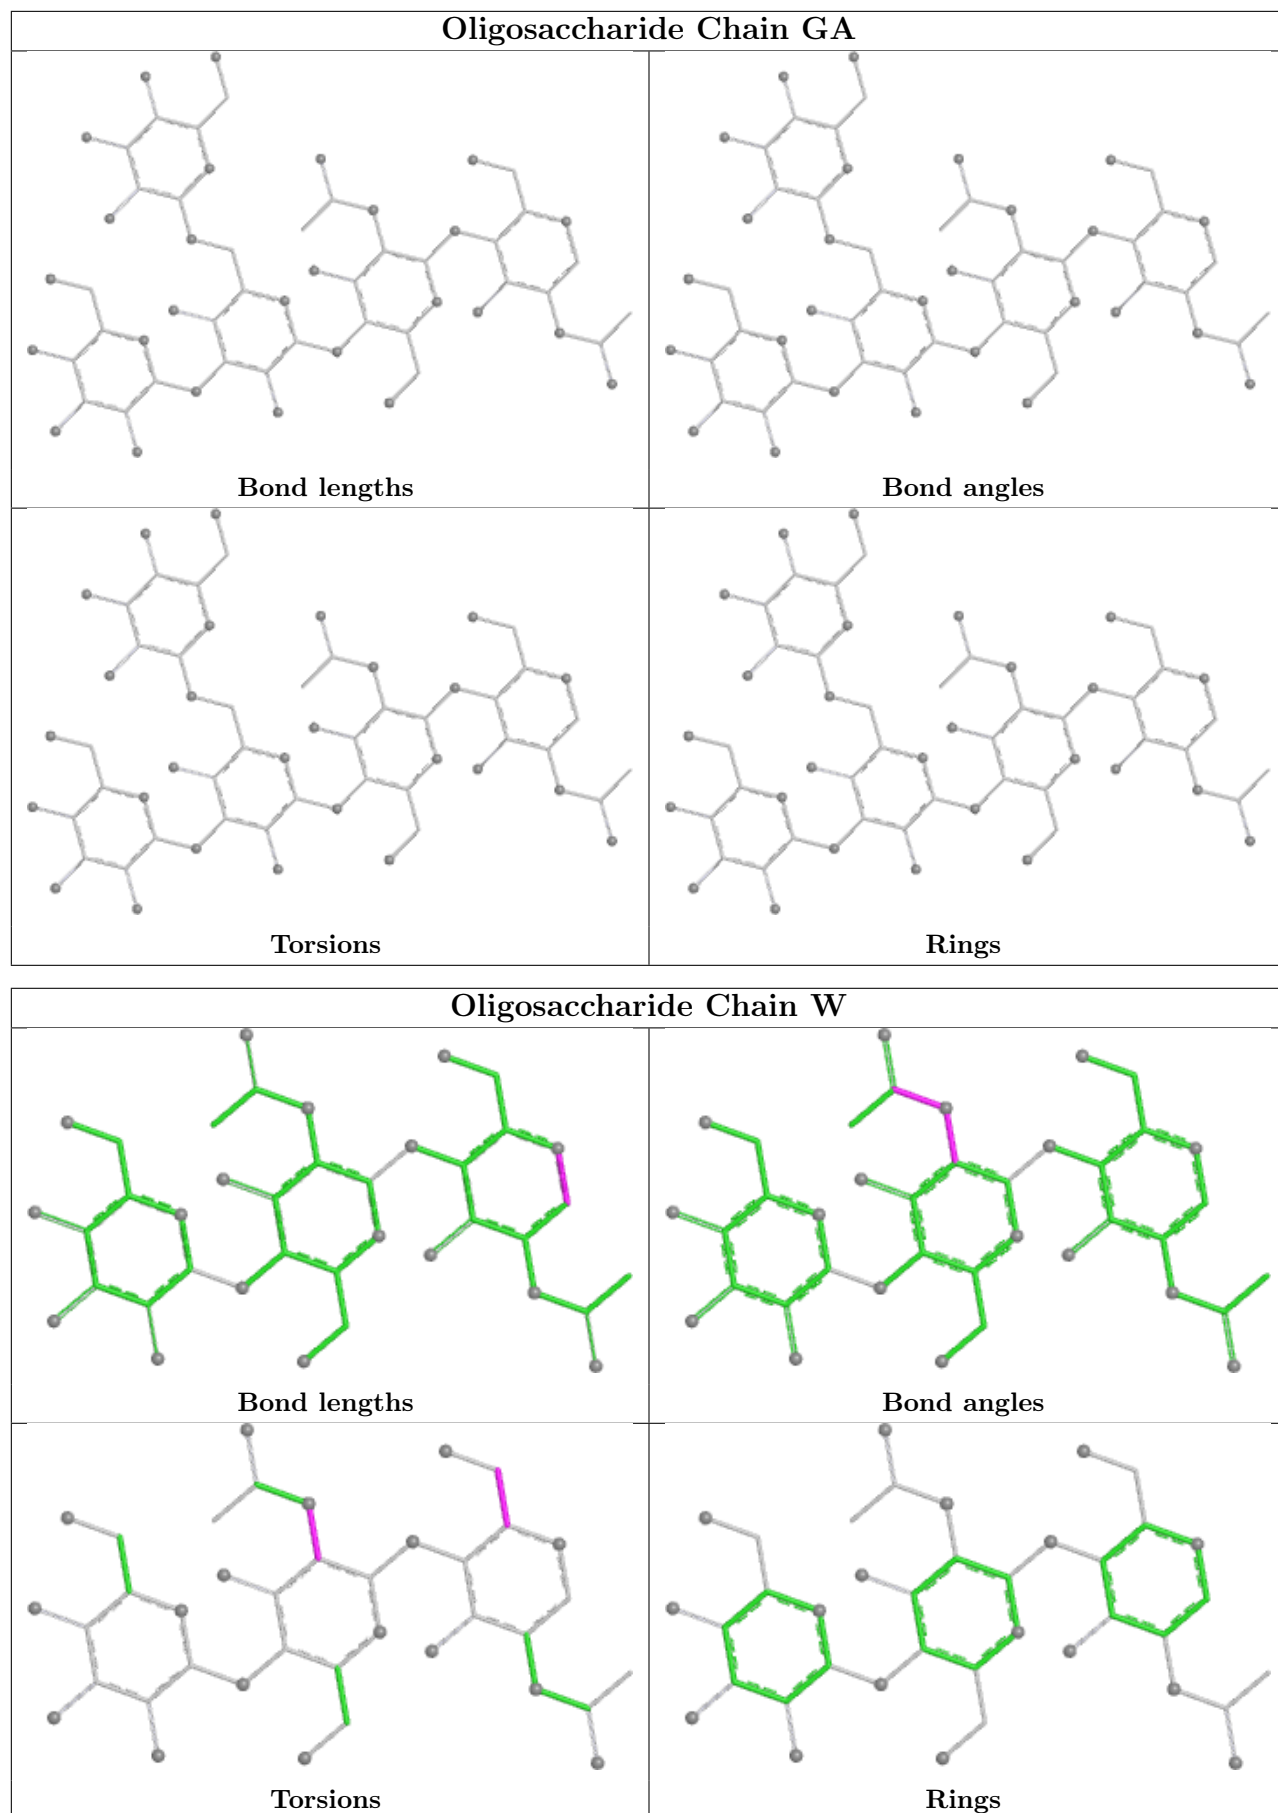 Oligosaccharide Chain GA
Bond lengths
Bond angles
Torsions
Rings
Oligosaccharide Chain W
Bond lengths
Bond angles
Torsions
Rings